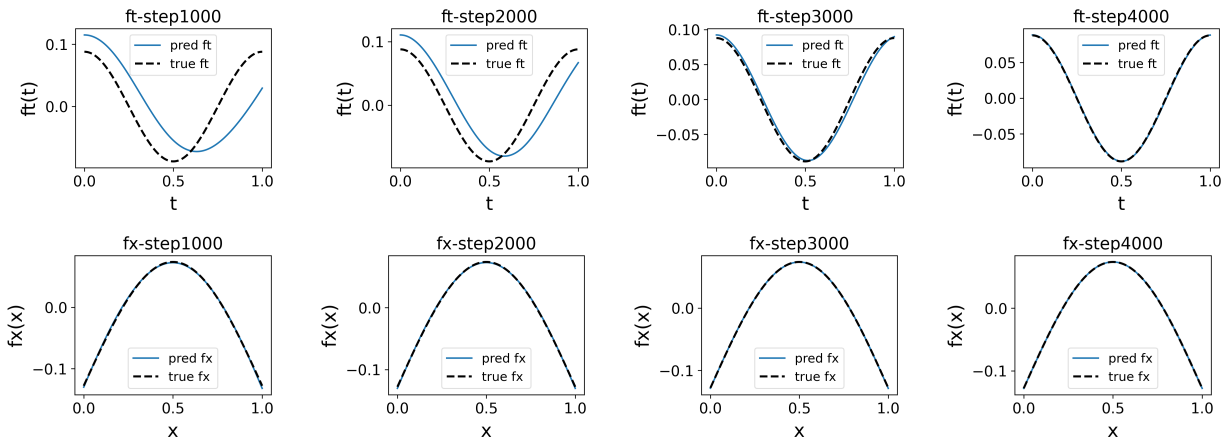 ft-step1000
ft(t)
0.1
0.0
pred ft
true ft
0.0
0.5
1.0
t
ft-step2000
ft(t)
0.1
0.0
pred ft
true ft
0.0
0.5
1.0
t
ft-step3000
ft(t)
0.10
0.05
0.00
−0.05
pred ft
true ft
0.0
0.5
1.0
t
ft-step4000
ft(t)
0.05
0.00
−0.05
pred ft
true ft
0.0
0.5
1.0
t
fx-step1000
fx(x)
0.0
−0.1
pred fx
true fx
0.0
0.5
1.0
x
fx-step2000
fx(x)
0.0
−0.1
pred fx
true fx
0.0
0.5
1.0
x
fx-step3000
fx(x)
0.0
−0.1
pred fx
true fx
0.0
0.5
1.0
x
fx-step4000
fx(x)
0.0
−0.1
pred fx
true fx
0.0
0.5
1.0
x